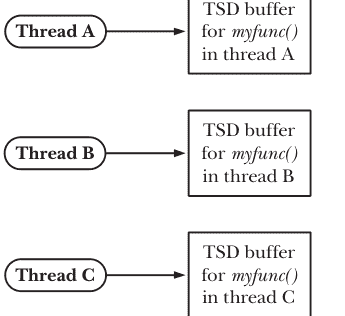 Thread A
TSD buffer
for myfunc()
in thread A
Thread B
TSD buffer
for myfunc()
in thread B
Thread C
TSD buffer
for myfunc()
in thread C